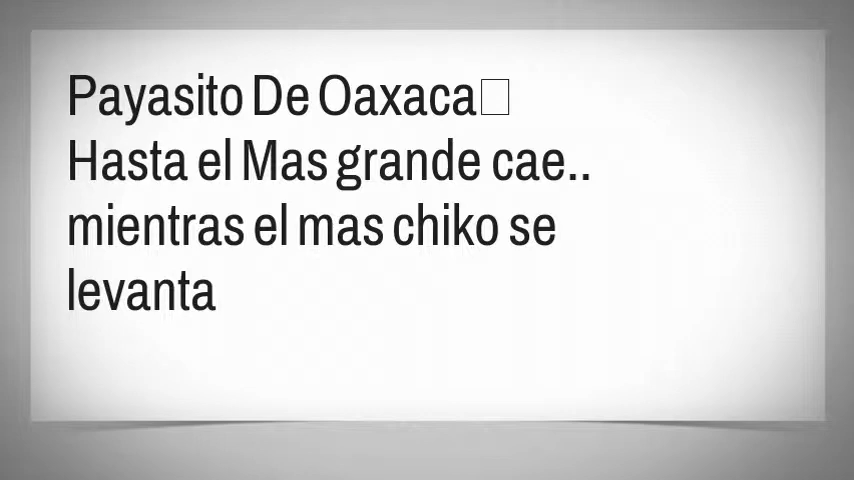 Payasito De Oaxaca□
Hasta el Mas grande cae..
mientras el mas chiko se
levanta